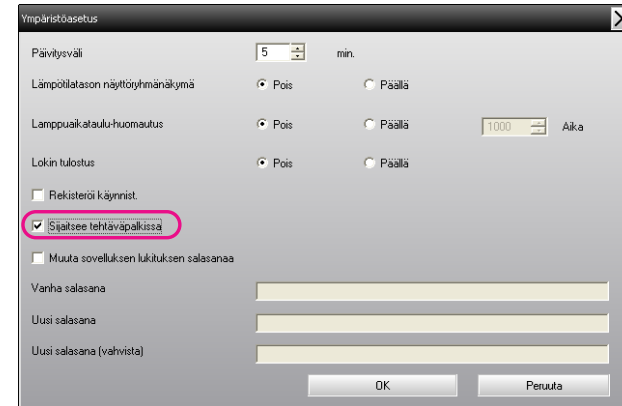 Ympäristöasetus
Päivitysväli 5 min.
Lämpötilatason näyttöryhmänäkymä Pois Päällä
Lamppuaikataulu-huomautus Pois Päällä 1000 Aika
Lokin tulostus Pois Päällä
Rekisteröi käynnist.
Sijaitsee tehtäväpalkissa
Muuta sovelluksen lukituksen salasanaa
Vanha salasana
Uusi salasana
Uusi salasana (vahvista)
OK Peruuta